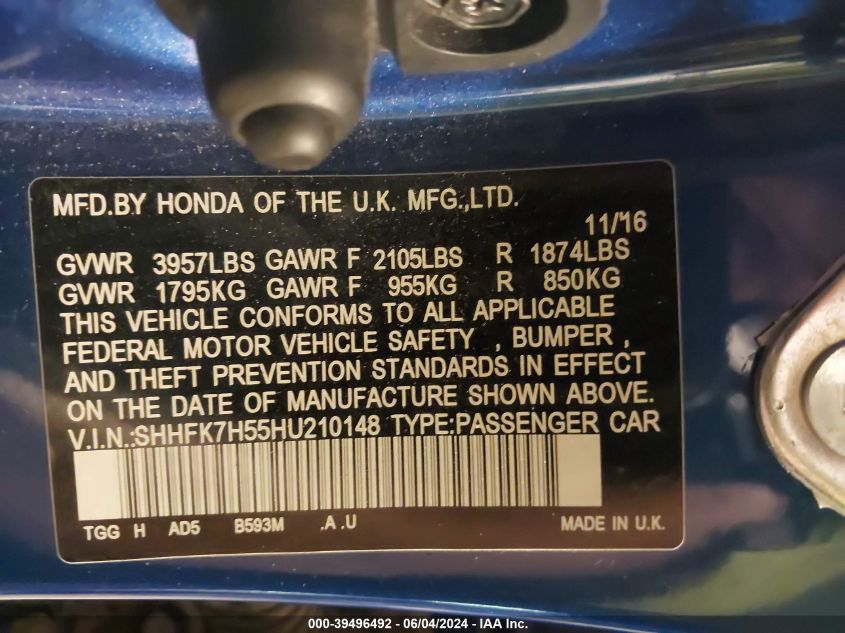 MFD.BY HONDA OF THE U.K. MFG.,LTD.
11/'16
GVWR 3957LBS GAWR F 2105LBS R 1874LBS
GVWR 1795KG GAWR F 955KG R 850KG
THIS VEHICLE CONFORMS TO ALL APPLICABLE
FEDERAL MOTOR VEHICLE SAFETY , BUMPER ,
AND THEFT PREVENTION STANDARDS IN EFFECT
ON THE DATE OF MANUFACTURE SHOWN ABOVE.
V.I.N.:SHHFK7H55HU210148 TYPE:PASSENGER CAR
TGG H AD5 B593M .A .U MADE IN U.K.
000-39496492 - 06/04/2024 - IAA Inc.